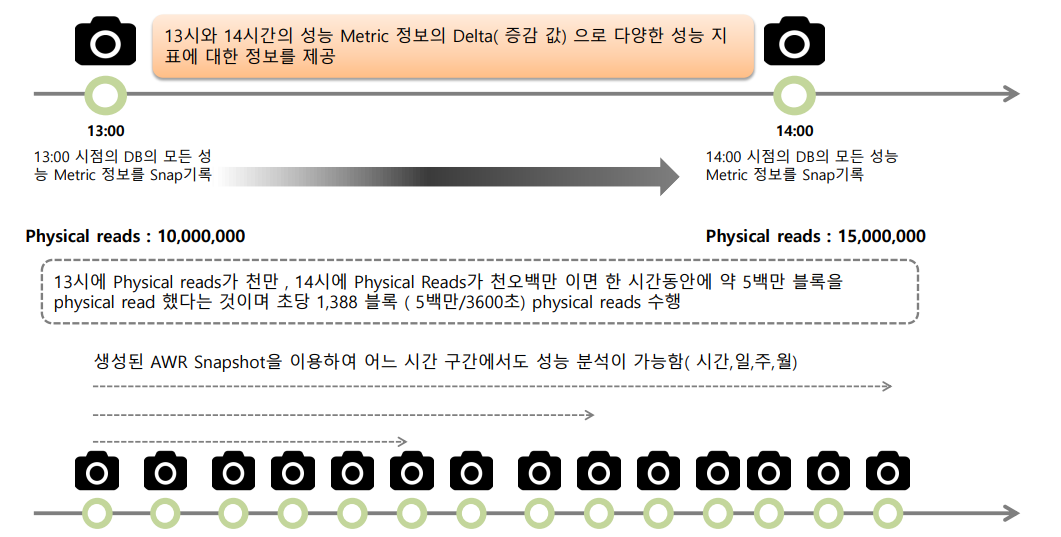 13시와 14시간의 성능 Metric 정보의 Delta( 증감 값) 으로 다양한 성능 지
표에 대한 정보를 제공
13:00
14:00
13:00 시점의 DB의 모든 성
능 Metric 정보를 Snap기록
14:00 시점의 DB의 모든 성능
Metric 정보를 Snap기록
Physical reads : 10,000,000
Physical reads : 15,000,000
13시에 Physical reads가 천만 , 14시에 Physical Reads가 천오백만 이면 한 시간동안에 약 5백만 블록을
physical read 했다는 것이며 초당 1,388 블록 ( 5백만/3600초) physical reads 수행
생성된 AWR Snapshot을 이용하여 어느 시간 구간에서도 성능 분석이 가능함( 시간,일,주,월)